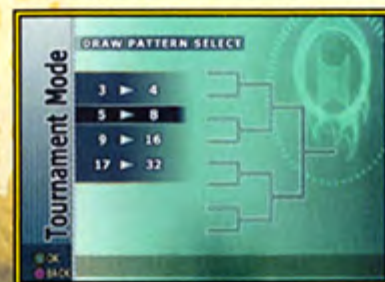 Tournament Mode
DRAW PATTERN SELECT
3 ► 4
5 ► 8
9 ► 16
17 ► 32
OK
BACK